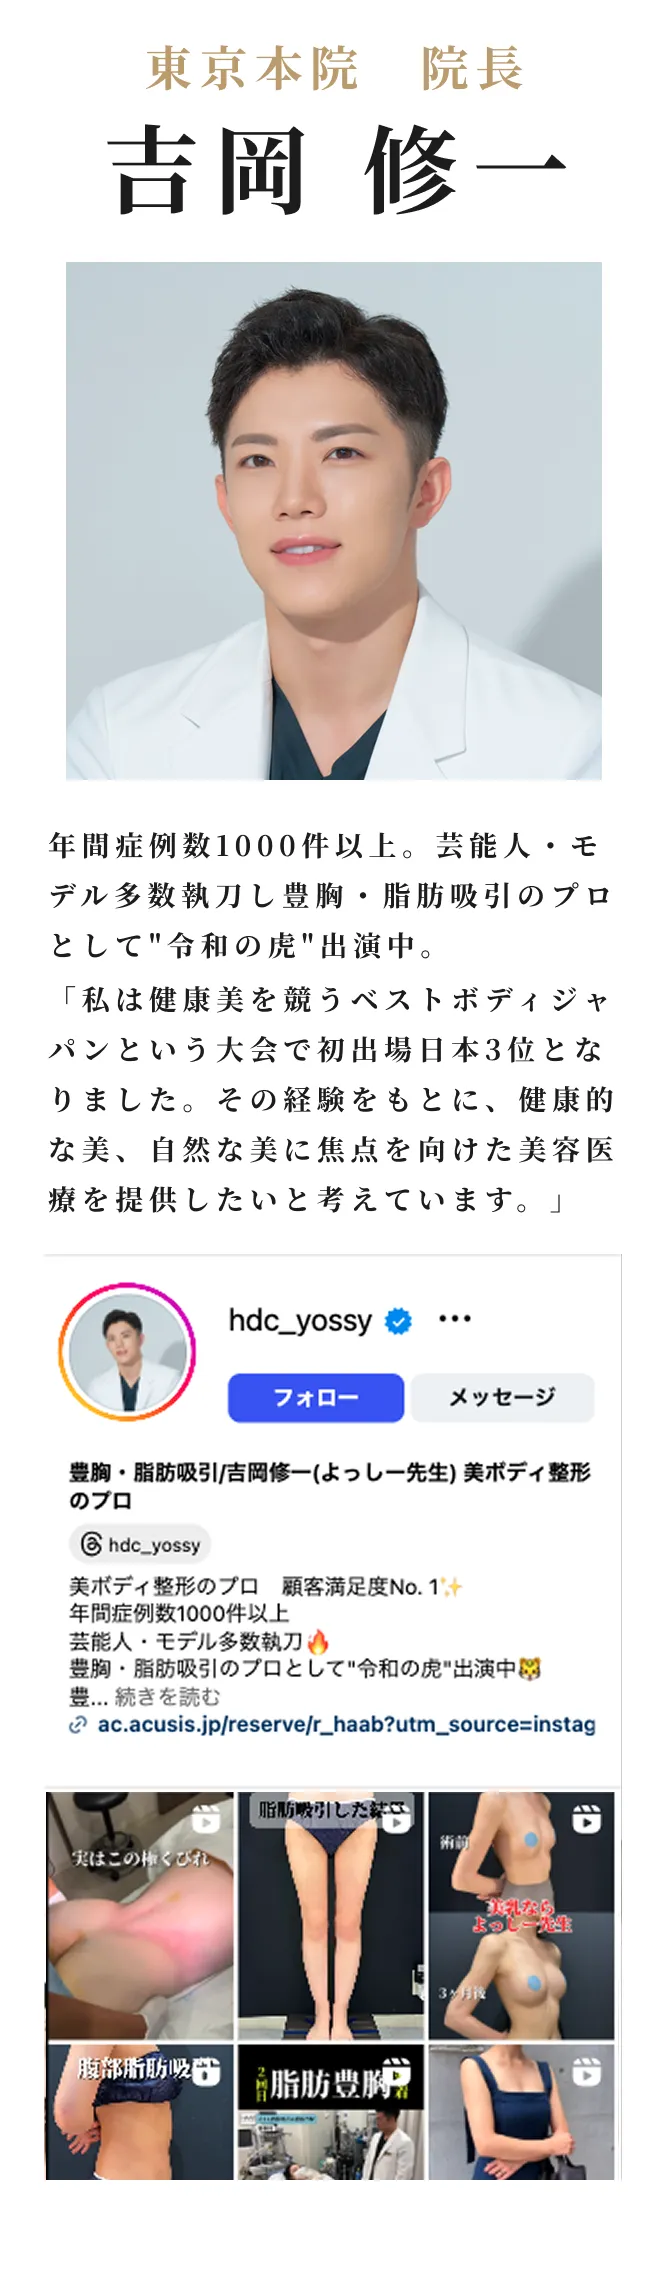 東京本院　院長
吉岡 修一
年間症例数1000件以上。芸能人・モ
デル多数執刀し豊胸・脂肪吸引のプロ
として"令和の虎"出演中。
「私は健康美を競うベストボディジャ
パンという大会で初出場日本3位とな
りました。その経験をもとに、健康的
な美、自然な美に焦点を向けた美容医
療を提供したいと考えています。」
hdc_yossy
フォロー
メッセージ
豊胸・脂肪吸引/吉岡修一(よっしー先生) 美ボディ整形
のプロ
hdc_yossy
美ボディ整形のプロ　顧客満足度No. 1✨
年間症例数1000件以上
芸能人・モデル多数執刀🔥
豊胸・脂肪吸引のプロとして"令和の虎"出演中🐯
豊... 続きを読む
ac.acusis.jp/reserve/r_haab?utm_source=instag
実はこの極くびれ
脂肪吸引した結果
術前
美乳なら
よっしー先生
3ヶ月後
腹部脂肪吸
2回目
脂肪豊胸